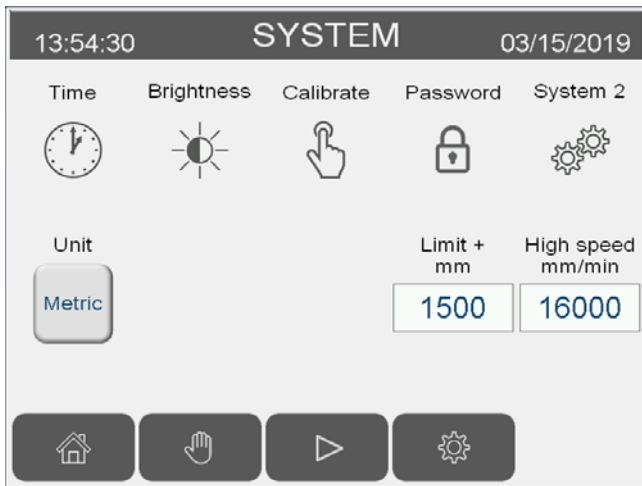 13:54:30 SYSTEM 03/15/2019
Time Brightness Calibrate Password System 2
Unit Limit + High speed
mm mm/min
Metric 1500 16000